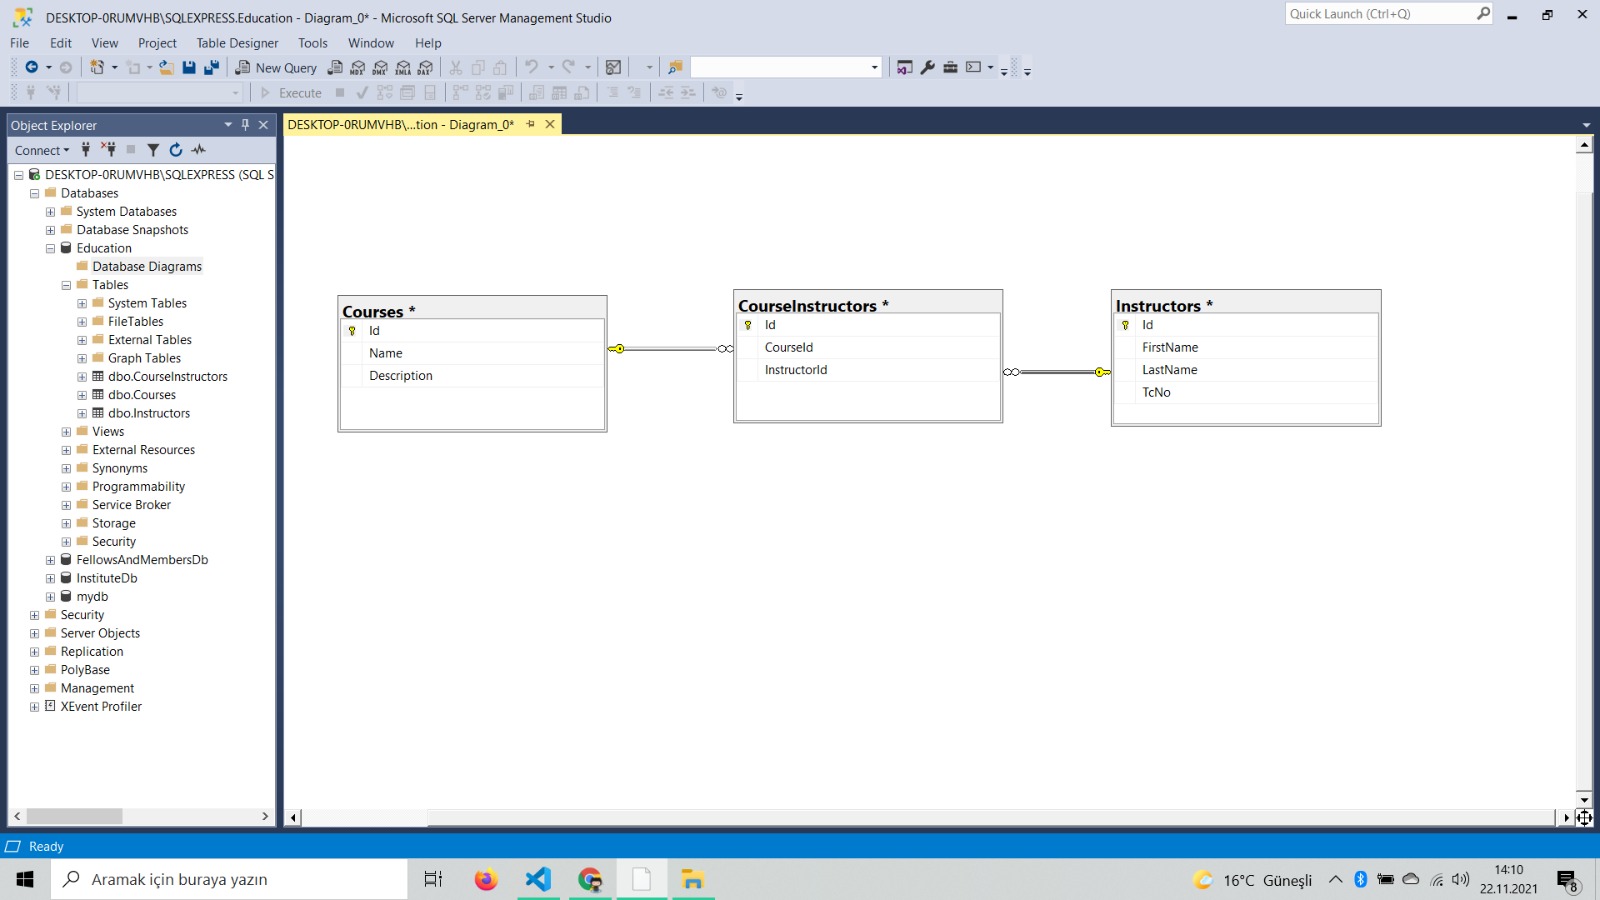 DESKTOP-0RUMVHB\SQLEXPRESS.Education - Diagram_0* - Microsoft SQL Server Management Studio
Quick Launch (Ctrl+Q)
File Edit View Project Table Designer Tools Window Help
New Query MDX DMX XMLA DAX
Execute
Object Explorer
DESKTOP-0RUMVHB\...tion - Diagram_0*
Connect
DESKTOP-0RUMVHB\SQLEXPRESS (SQL S
Databases
System Databases
Database Snapshots
Education
Database Diagrams
Tables
System Tables
FileTables
External Tables
Graph Tables
dbo.CourseInstructors
dbo.Courses
dbo.Instructors
Views
External Resources
Synonyms
Programmability
Service Broker
Storage
Security
FellowsAndMembersDb
InstituteDb
mydb
Security
Server Objects
Replication
PolyBase
Management
XEvent Profiler
Courses *
Id
Name
Description
CourseInstructors *
Id
CourseId
InstructorId
Instructors *
Id
FirstName
LastName
TcNo
Ready
Aramak için buraya yazın
16°C Güneşli
14:10
22.11.2021
8